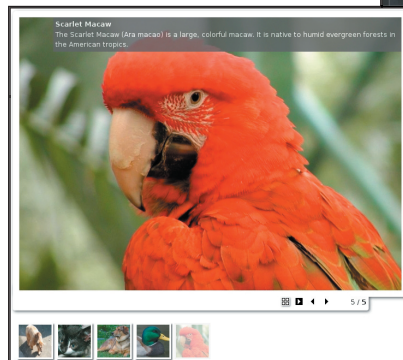 Scarlet Macaw
The Scarlet Macaw (Ara macao) is a large, colorful macaw. It is native to humid evergreen forests in
the American tropics.
5 / 5